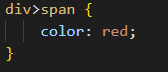 div>span {
    color: red;
}